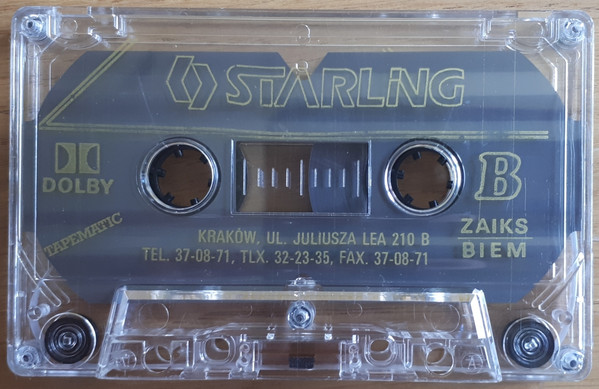 STARLiNG
DOLBY
B
TAPEMATIC
ZAIKS
BIEM
KRAKÓW, UL. JULIUSZA LEA 210 B
TEL. 37-08-71, TLX. 32-23-35, FAX. 37-08-71
A